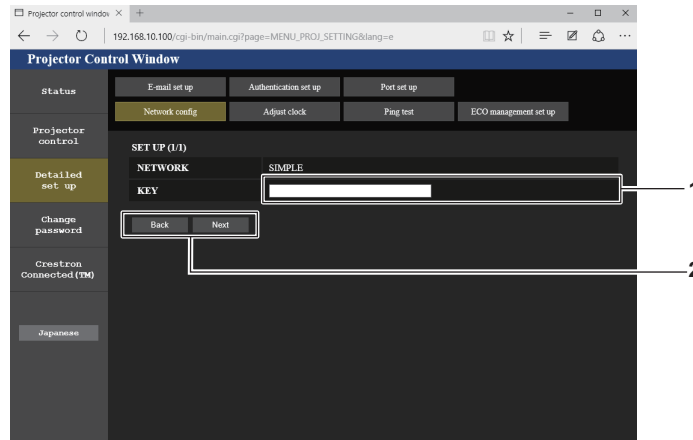 Projector control windov
192.168.10.100/cgi-bin/main.cgi?page=MENU_PROJ_SETTING&lang=e
Projector Control Window
Status
E-mail set up
Authentication set up
Port set up
Network config
Adjust clock
Ping test
ECO management set up
Projector
control
SET UP (1/1)
NETWORK
SIMPLE
KEY
1
Detailed
set up
Change
password
Back
Next
2
Crestron
Connected(TM)
Japanese